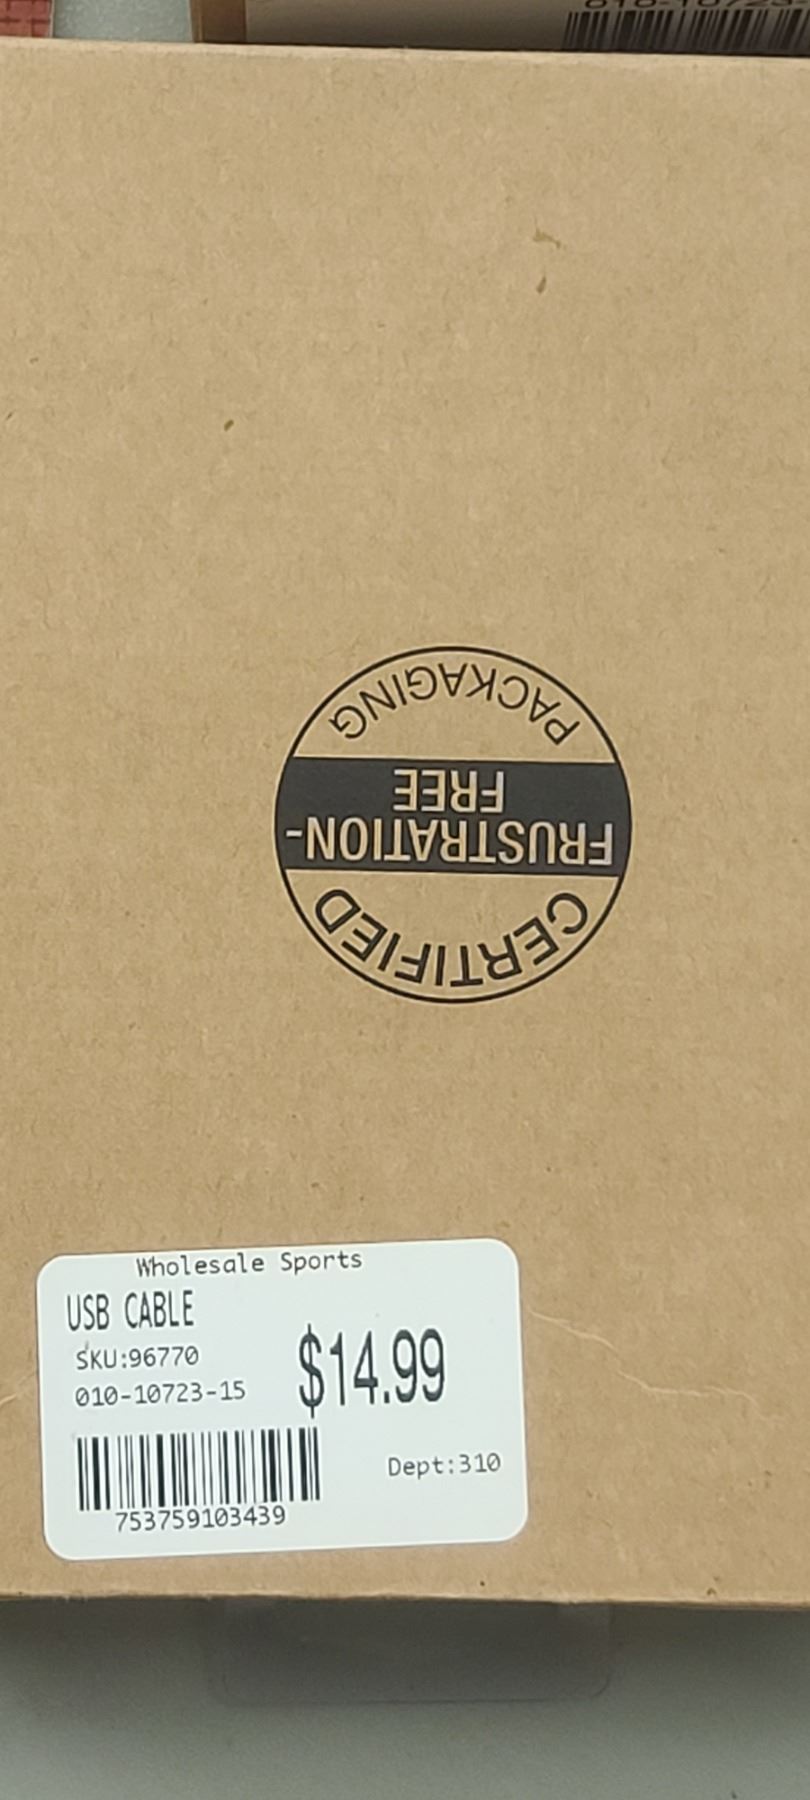 CERTIFIED
FRUSTRATION-
FREE
PACKAGING
Wholesale Sports
USB CABLE
SKU:96770
$14.99
010-10723-15
Dept:310
753759103439